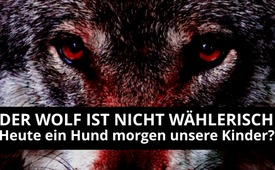 DER WOLF IST NICHT WÄHLERISCH
Heute ein Hund morgen unsere Kinder?